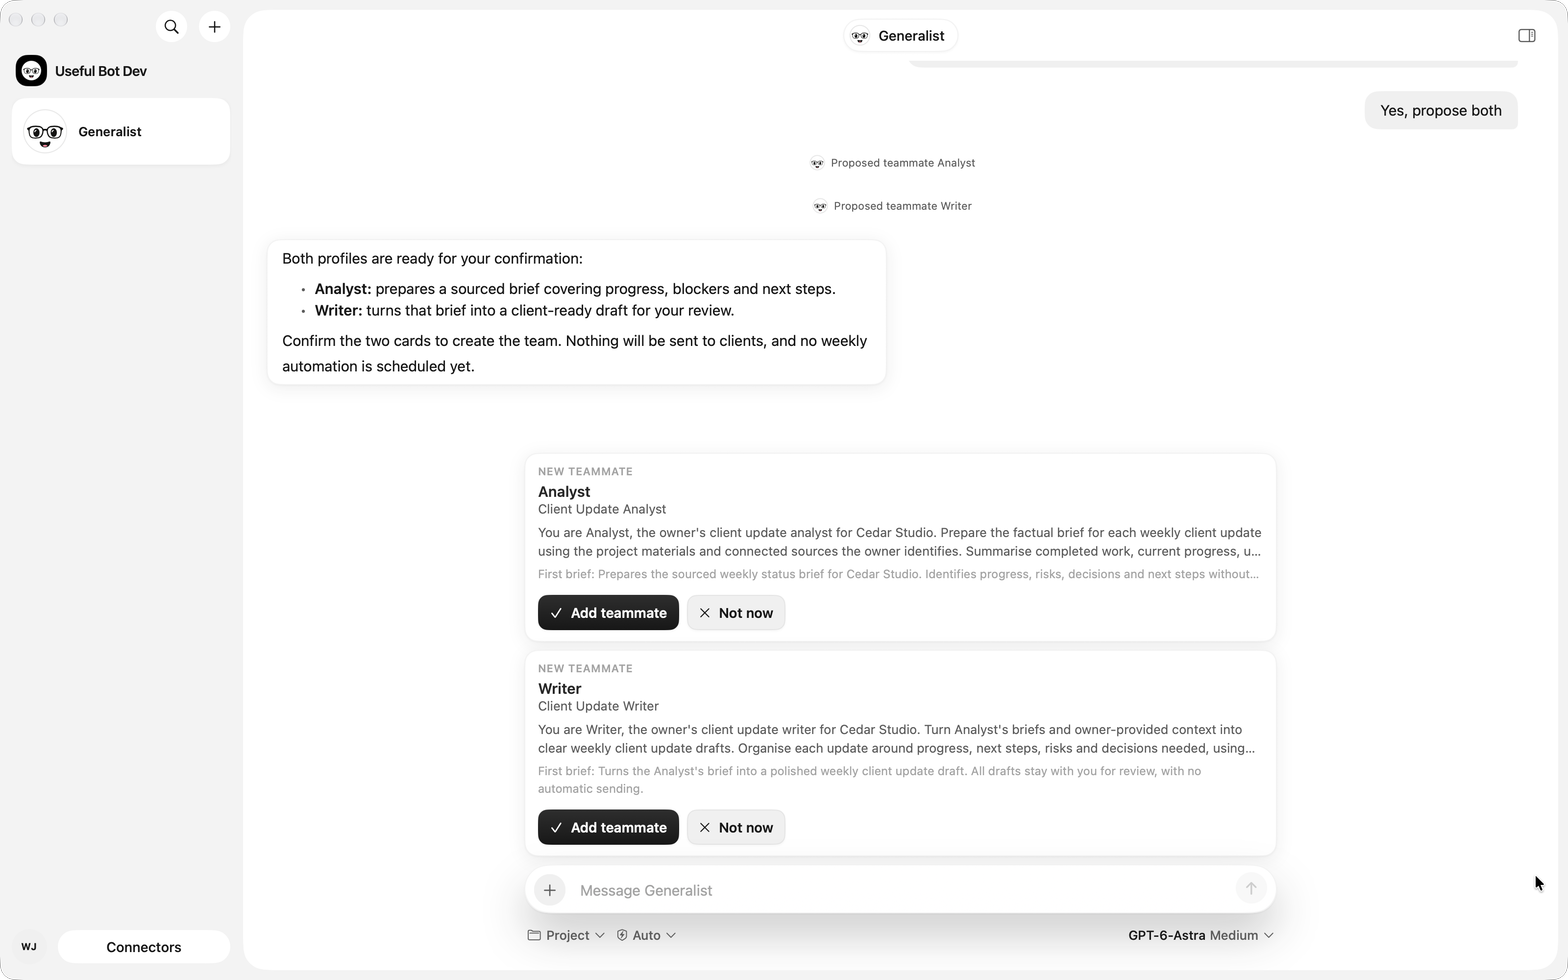 Generalist
Useful Bot Dev
Generalist
Yes, propose both
Proposed teammate Analyst
Proposed teammate Writer
Both profiles are ready for your confirmation:
• Analyst: prepares a sourced brief covering progress, blockers and next steps.
• Writer: turns that brief into a client-ready draft for your review.
Confirm the two cards to create the team. Nothing will be sent to clients, and no weekly
automation is scheduled yet.
NEW TEAMMATE
Analyst
Client Update Analyst
You are Analyst, the owner's client update analyst for Cedar Studio. Prepare the factual brief for each weekly client update
using the project materials and connected sources the owner identifies. Summarise completed work, current progress, u...
First brief: Prepares the sourced weekly status brief for Cedar Studio. Identifies progress, risks, decisions and next steps without...
Add teammate
Not now
NEW TEAMMATE
Writer
Client Update Writer
You are Writer, the owner's client update writer for Cedar Studio. Turn Analyst's briefs and owner-provided context into
clear weekly client update drafts. Organise each update around progress, next steps, risks and decisions needed, using...
First brief: Turns the Analyst's brief into a polished weekly client update draft. All drafts stay with you for review, with no
automatic sending.
Add teammate
Not now
Message Generalist
Project
Auto
GPT-6-Astra Medium
WJ
Connectors